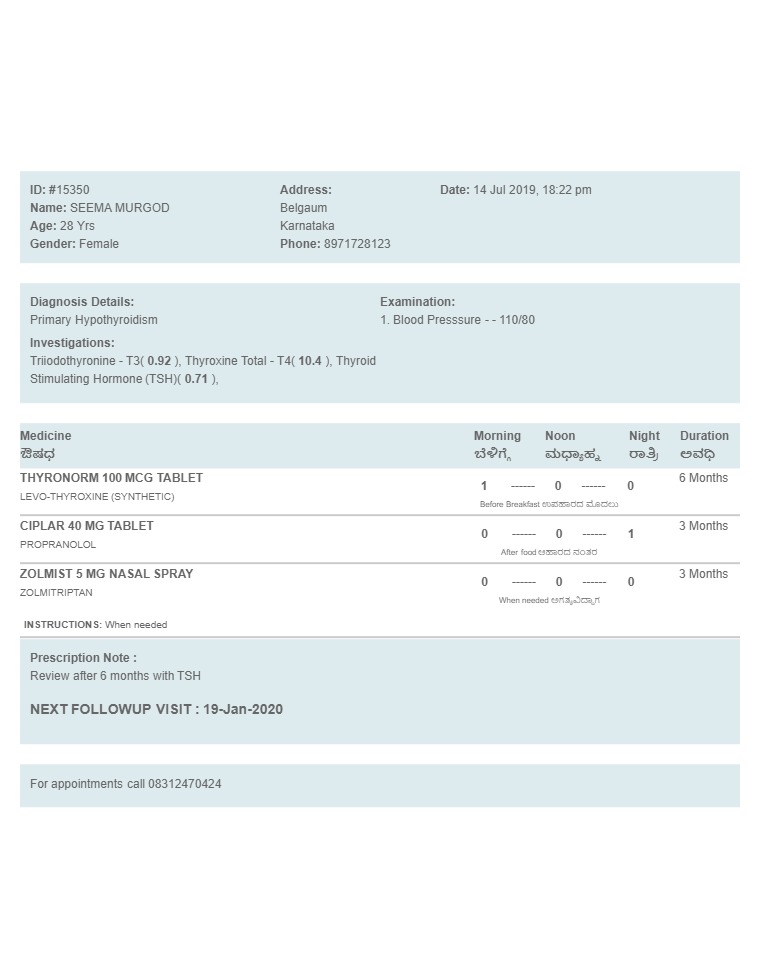 ID: #15350
Name: SEEMA MURGOD
Age: 28 Yrs
Gender: Female
Address:
Belgaum
Karnataka
Phone: 8971728123
Date: 14 Jul 2019, 18:22 pm
Diagnosis Details:
Primary Hypothyroidism
Examination:
1. Blood Presssure - - 110/80
Investigations:
Triiodothyronine - T3( 0.92 ), Thyroxine Total - T4( 10.4 ), Thyroid
Stimulating Hormone (TSH)( 0.71 ),
Medicine Morning Noon Night Duration
ಔಷಧ ಬೆಳಿಗ್ಗೆ ಮಧ್ಯಾಹ್ನ ರಾತ್ರಿ ಅವಧಿ
THYRONORM 100 MCG TABLET 1 ------ 0 ------ 0 6 Months
LEVO-THYROXINE (SYNTHETIC) Before Breakfast ಉಪಹಾರದ ಮೊದಲು
CIPLAR 40 MG TABLET 0 ------ 0 ------ 1 3 Months
PROPRANOLOL After food ಆಹಾರದ ನಂತರ
ZOLMIST 5 MG NASAL SPRAY 0 ------ 0 ------ 0 3 Months
ZOLMITRIPTAN When needed
INSTRUCTIONS: When needed
Prescription Note :
Review after 6 months with TSH
NEXT FOLLOWUP VISIT : 19-Jan-2020
For appointments call 08312470424